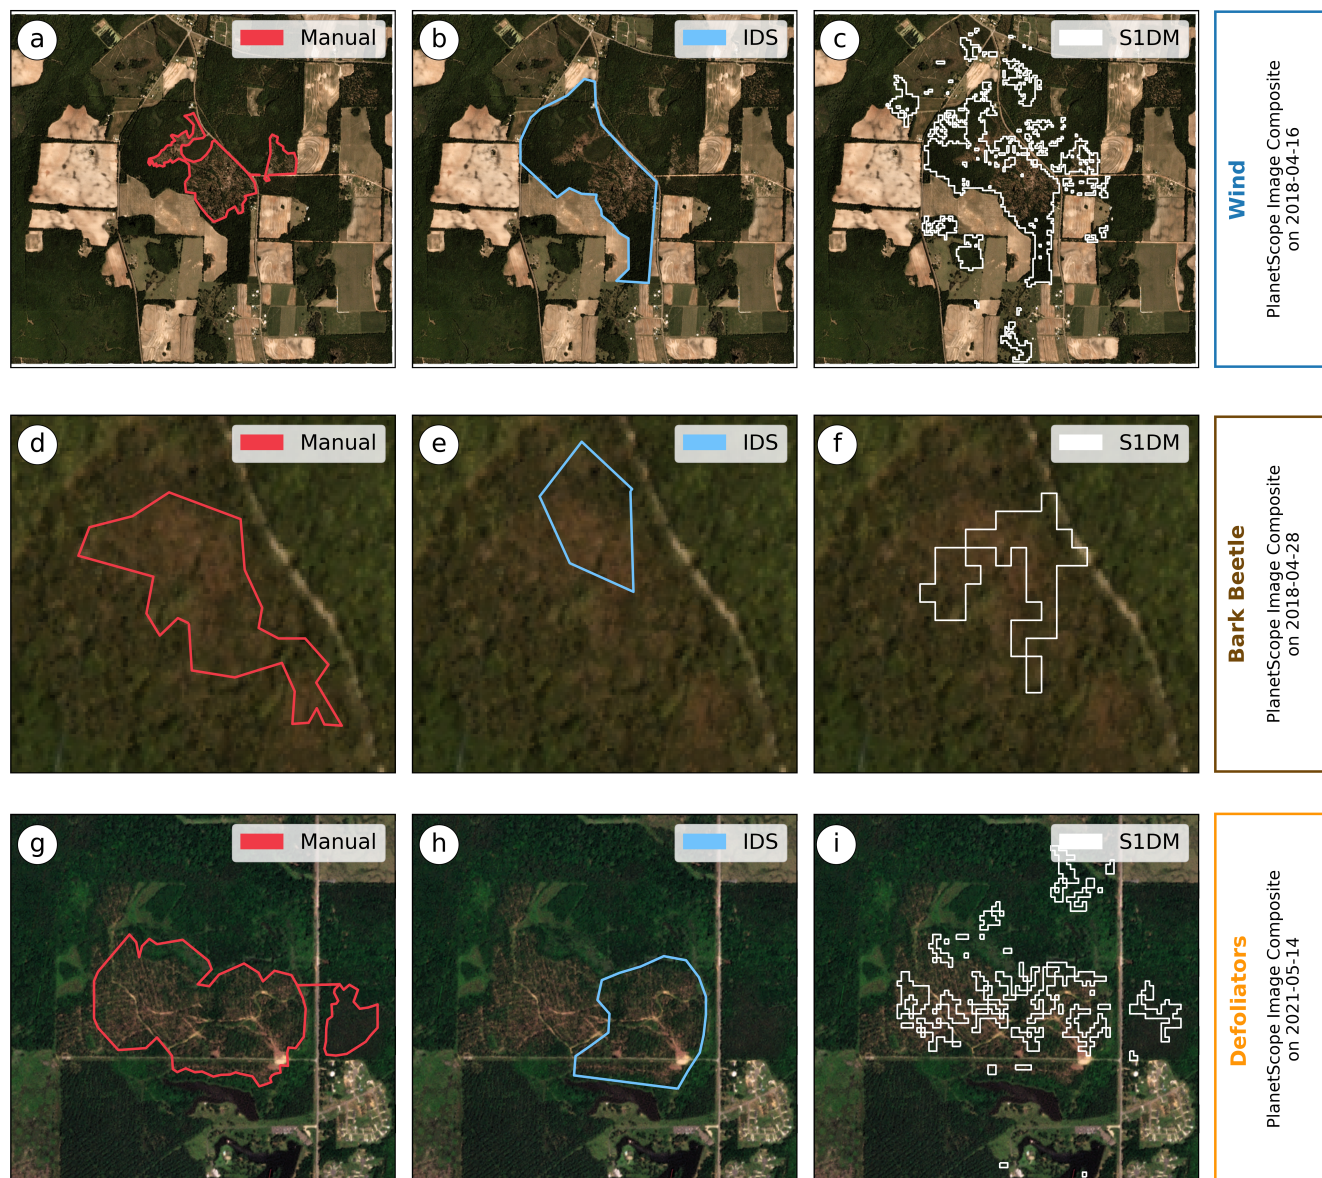 a
Manual
b
IDS
c
S1DM
Wind
PlanetScope Image Composite
on 2018-04-16
d
Manual
e
IDS
f
S1DM
Bark Beetle
PlanetScope Image Composite
on 2018-04-28
g
Manual
h
IDS
i
S1DM
Defoliators
PlanetScope Image Composite
on 2021-05-14